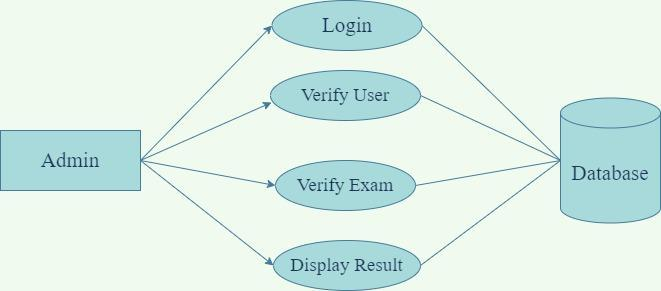 Login
Verify User
Admin
Database
Verify Exam
Display Result